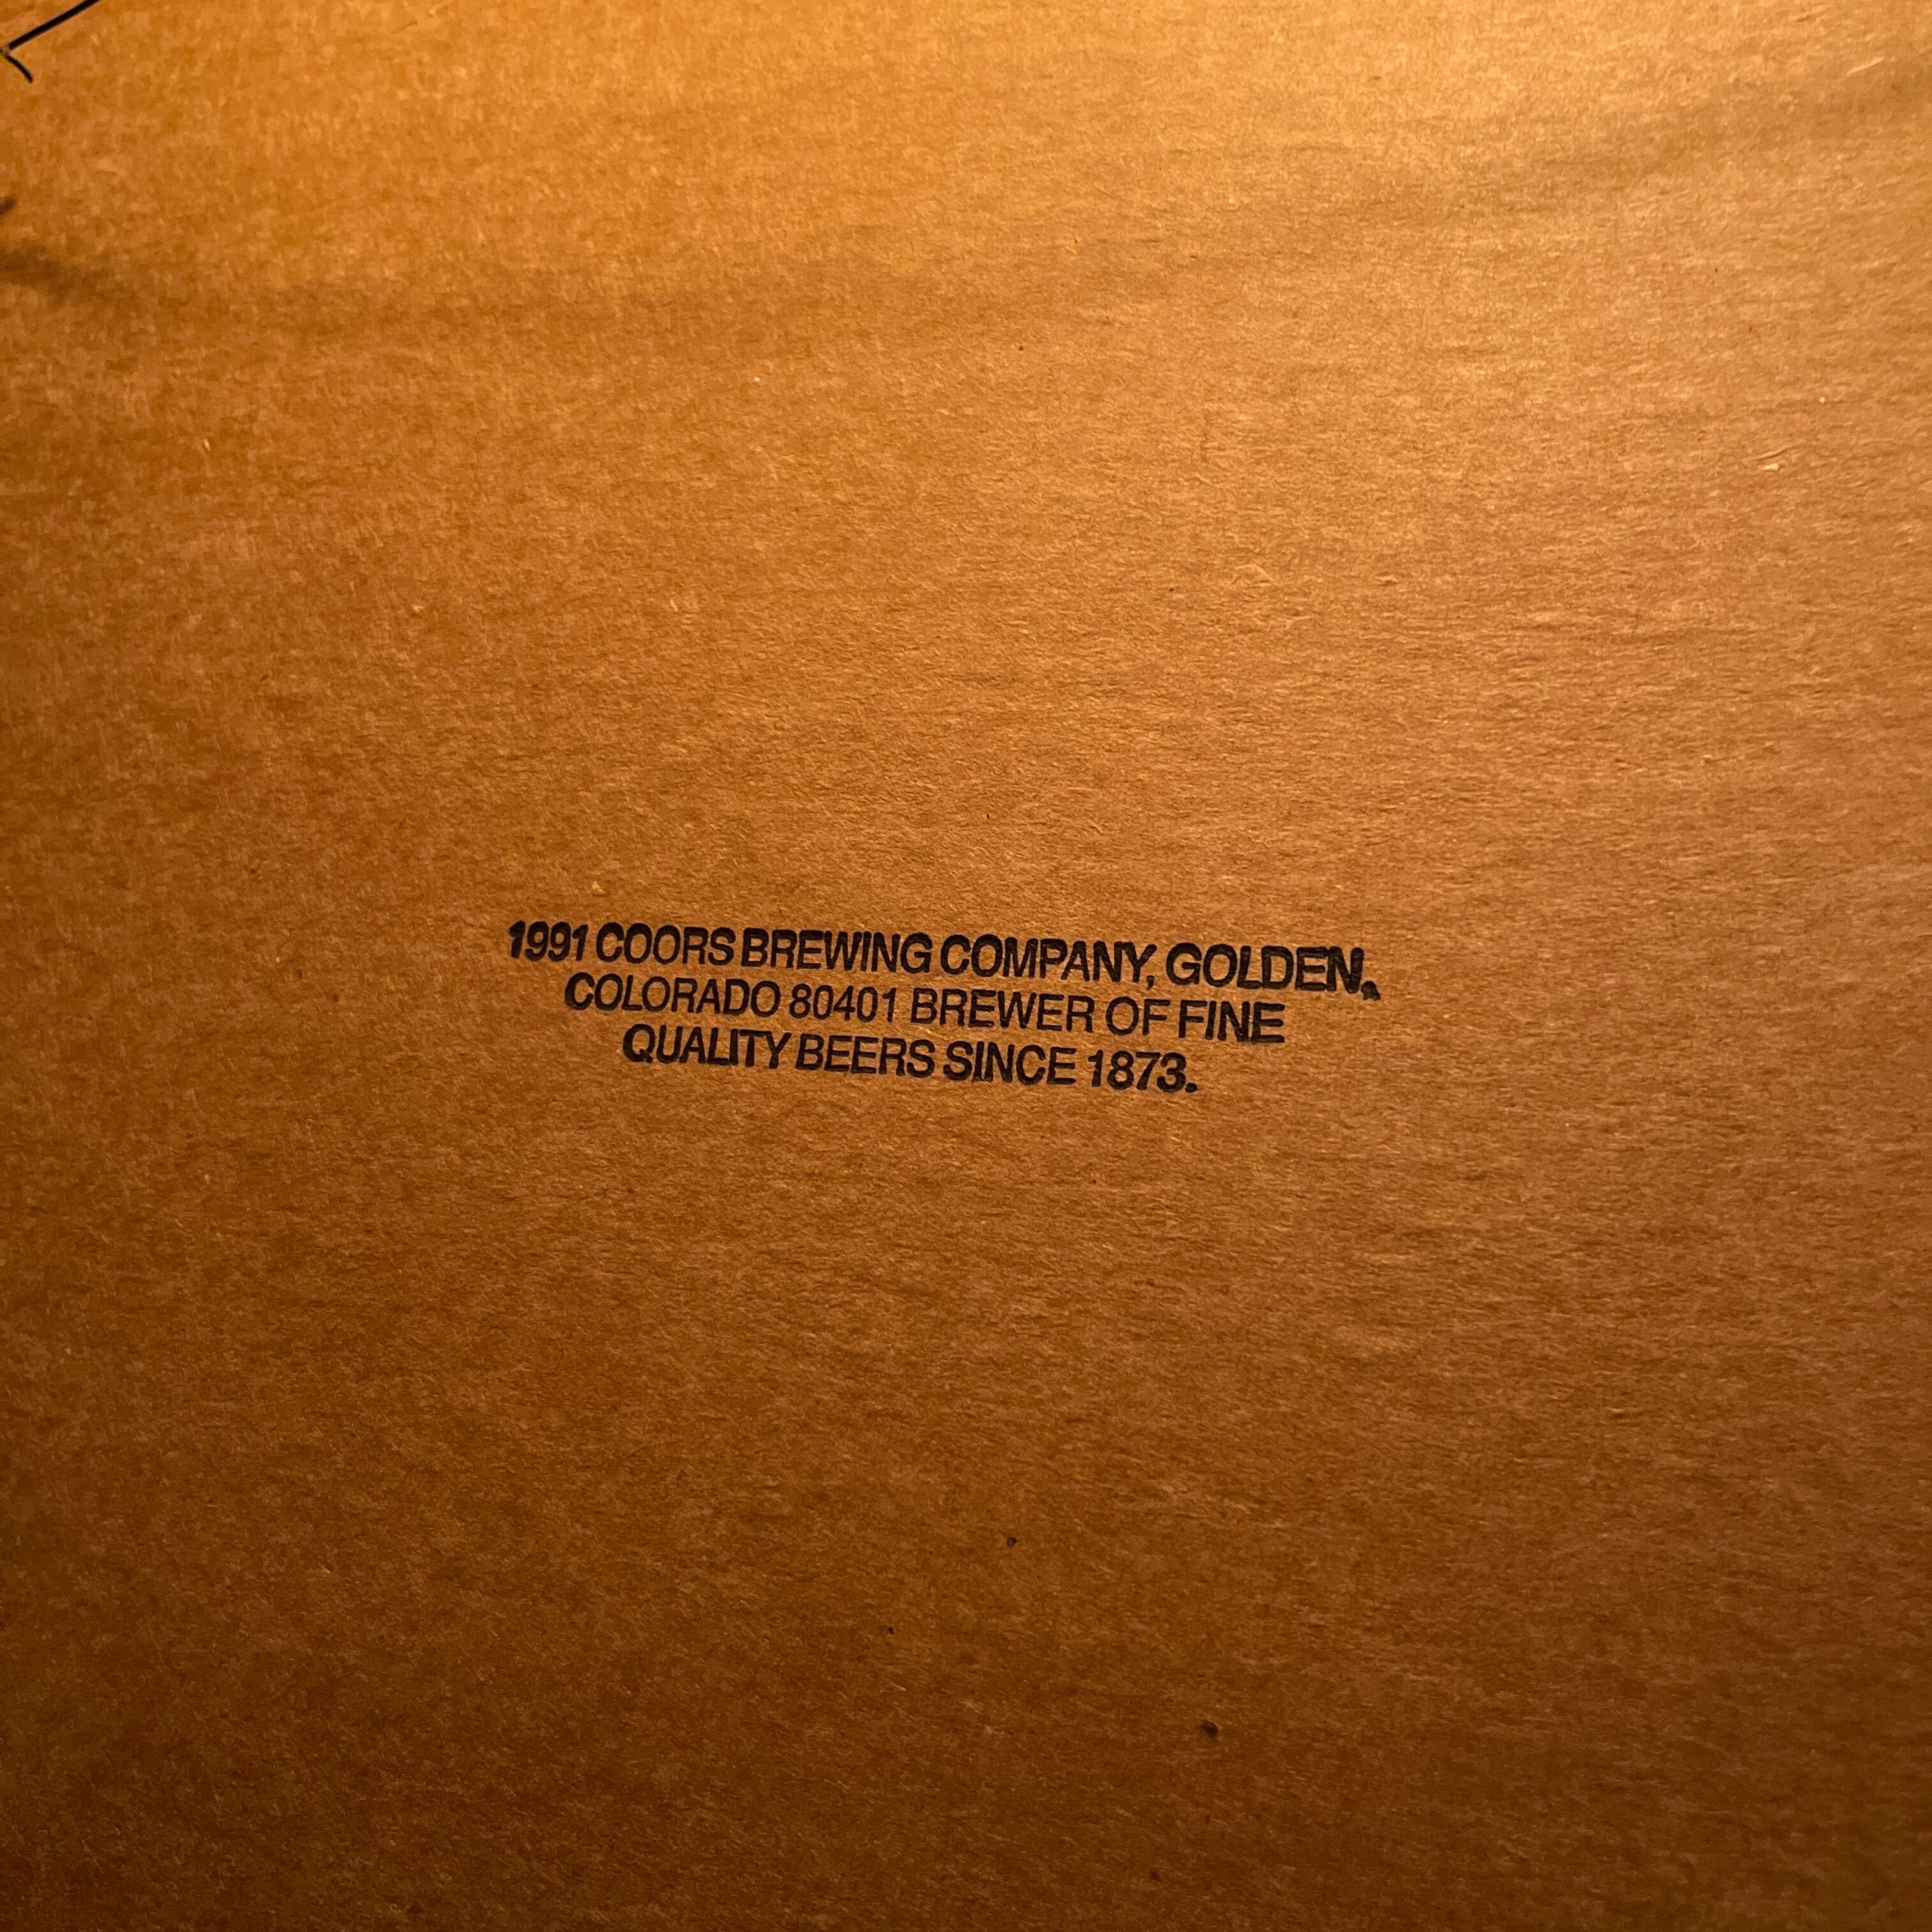 1991 COORS BREWING COMPANY, GOLDEN,
COLORADO 80401 BREWER OF FINE
QUALITY BEERS SINCE 1873.